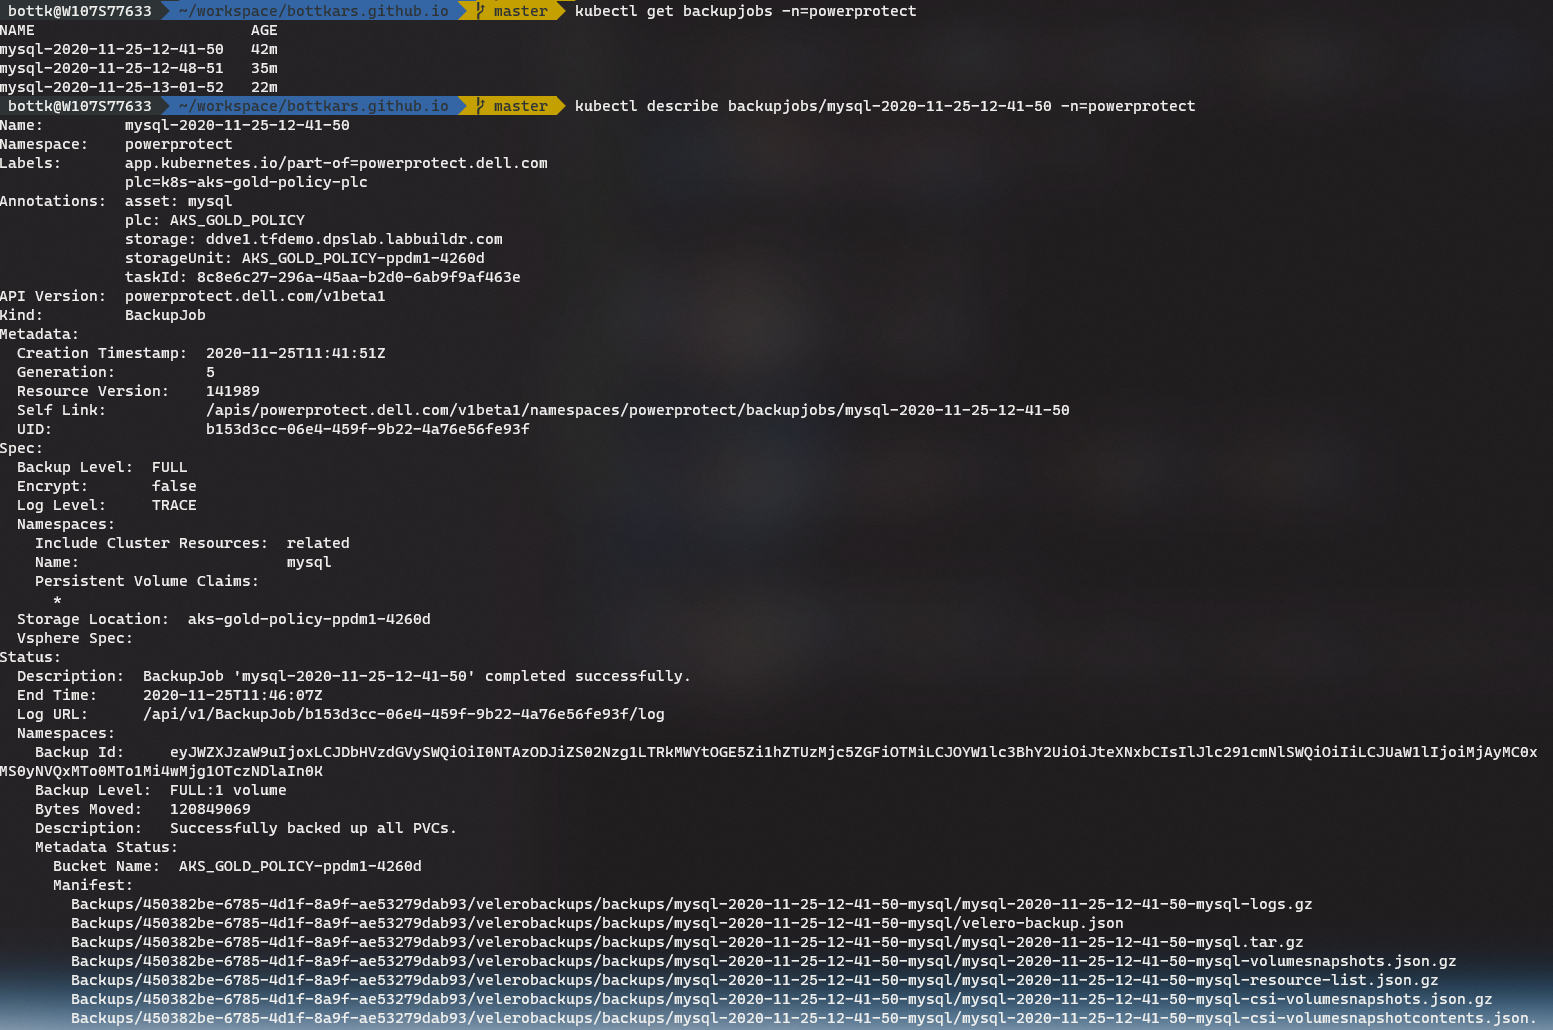 bottk@W107S77633 ~/workspace/bottkars.github.io master kubectl get backupjobs -n=powerprotect
NAME AGE
mysql-2020-11-25-12-41-50 42m
mysql-2020-11-25-12-48-51 35m
mysql-2020-11-25-13-01-52 22m
bottk@W107S77633 ~/workspace/bottkars.github.io master kubectl describe backupjobs/mysql-2020-11-25-12-41-50 -n=powerprotect
Name: mysql-2020-11-25-12-41-50
Namespace: powerprotect
Labels: app.kubernetes.io/part-of=powerprotect.dell.com
plc=k8s-aks-gold-policy-plc
Annotations: asset: mysql
plc: AKS_GOLD_POLICY
storage: ddve1.tfdemo.dpslab.labbuildr.com
storageUnit: AKS_GOLD_POLICY-ppdm1-4260d
taskId: 8c8e6c27-296a-45aa-b2d0-6ab9f9af463e
API Version: powerprotect.dell.com/v1beta1
Kind: BackupJob
Metadata:
Creation Timestamp: 2020-11-25T11:41:51Z
Generation: 5
Resource Version: 141989
Self Link: /apis/powerprotect.dell.com/v1beta1/namespaces/powerprotect/backupjobs/mysql-2020-11-25-12-41-50
UID: b153d3cc-06e4-459f-9b22-4a76e56fe93f
Spec:
Backup Level: FULL
Encrypt: false
Log Level: TRACE
Namespaces:
Include Cluster Resources: related
Name: mysql
Persistent Volume Claims:
*
Storage Location: aks-gold-policy-ppdm1-4260d
Vsphere Spec:
Status:
Description: BackupJob 'mysql-2020-11-25-12-41-50' completed successfully.
End Time: 2020-11-25T11:46:07Z
Log URL: /api/v1/BackupJob/b153d3cc-06e4-459f-9b22-4a76e56fe93f/log
Namespaces:
Backup Id: eyJWZXJzaW9uIjoxLCJDbHVzdGVySWQiOiI0NTAzODJiZS02Nzg1LTRkMWYtOGE5Zi1hZTUzMjc5ZGFiOTMiLCJOYW1lc3BhY2UiOiJteXNxbCIsIlJlc291cmNlSWQiOiIiLCJUaW1lIjoiMjAyMC0x
MS0yNVQxMTo0MTo1Mi4wMjg1OTczNDlaIn0K
Backup Level: FULL:1 volume
Bytes Moved: 120849069
Description: Successfully backed up all PVCs.
Metadata Status:
Bucket Name: AKS_GOLD_POLICY-ppdm1-4260d
Manifest:
Backups/450382be-6785-4d1f-8a9f-ae53279dab93/velerobackups/backups/mysql-2020-11-25-12-41-50-mysql/mysql-2020-11-25-12-41-50-mysql-logs.gz
Backups/450382be-6785-4d1f-8a9f-ae53279dab93/velerobackups/backups/mysql-2020-11-25-12-41-50-mysql/velero-backup.json
Backups/450382be-6785-4d1f-8a9f-ae53279dab93/velerobackups/backups/mysql-2020-11-25-12-41-50-mysql/mysql-2020-11-25-12-41-50-mysql.tar.gz
Backups/450382be-6785-4d1f-8a9f-ae53279dab93/velerobackups/backups/mysql-2020-11-25-12-41-50-mysql/mysql-2020-11-25-12-41-50-mysql-volumesnapshots.json.gz
Backups/450382be-6785-4d1f-8a9f-ae53279dab93/velerobackups/backups/mysql-2020-11-25-12-41-50-mysql/mysql-2020-11-25-12-41-50-mysql-resource-list.json.gz
Backups/450382be-6785-4d1f-8a9f-ae53279dab93/velerobackups/backups/mysql-2020-11-25-12-41-50-mysql/mysql-2020-11-25-12-41-50-mysql-csi-volumesnapshots.json.gz
Backups/450382be-6785-4d1f-8a9f-ae53279dab93/velerobackups/backups/mysql-2020-11-25-12-41-50-mysql/mysql-2020-11-25-12-41-50-mysql-csi-volumesnapshotcontents.json.